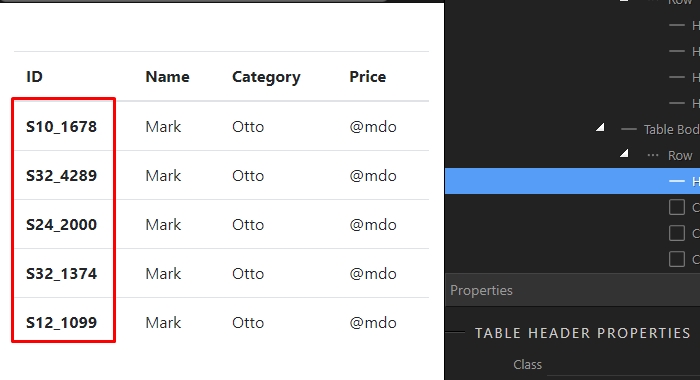 ID Name Category Price
S10_1678 Mark Otto @mdo
S32_4289 Mark Otto @mdo
S24_2000 Mark Otto @mdo
S32_1374 Mark Otto @mdo
S12_1099 Mark Otto @mdo
Row
H
H
H
H
Table Bod
Row
H
C
C
C
Properties
TABLE HEADER PROPERTIES
Class